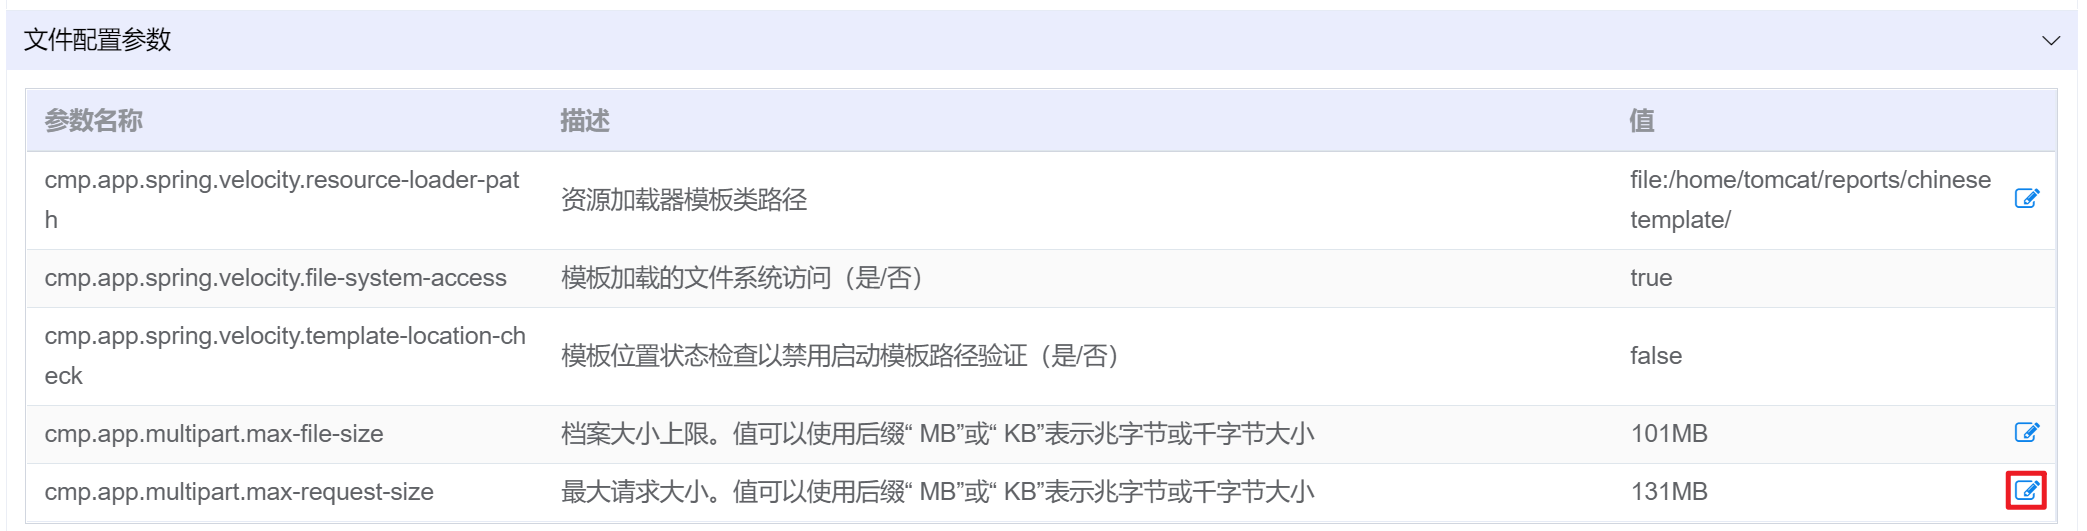 文件配置参数
参数名称 描述 值
cmp.app.spring.velocity.resource-loader-pat
h
资源加载器模板类路径
file:/home/tomcat/reports/chinese
template/
cmp.app.spring.velocity.file-system-access 模板加载的文件系统访问（是/否） true
cmp.app.spring.velocity.template-location-ch
eck
模板位置状态检查以禁用启动模板路径验证（是/否） false
cmp.app.multipart.max-file-size 档案大小上限。值可以使用后缀“ MB”或“ KB”表示兆字节或千字节大小 101MB
cmp.app.multipart.max-request-size 最大请求大小。值可以使用后缀“ MB”或“ KB”表示兆字节或千字节大小 131MB